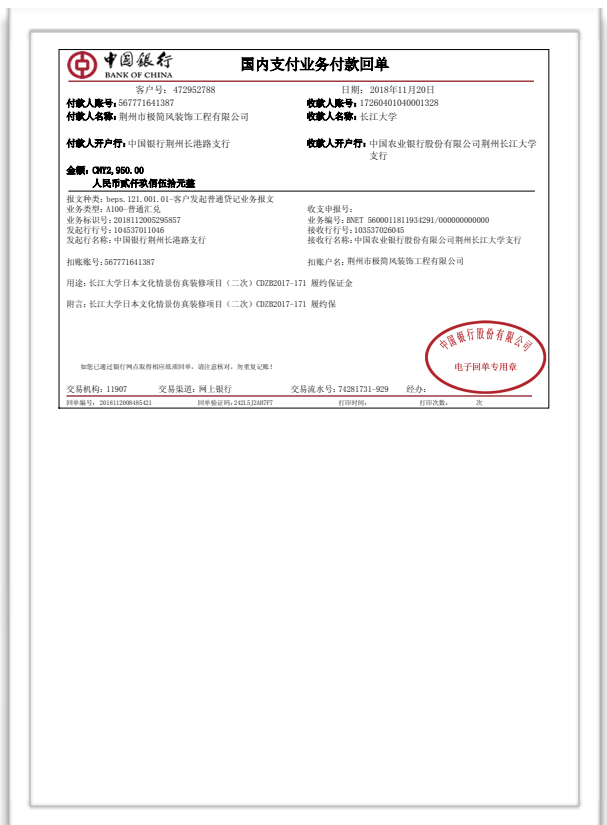 中国银行
BANK OF CHINA
国内支付业务付款回单
客户号：472952788
日期：2018年11月20日
付款人账号：567771641387
收款人账号：17260401040001328
付款人名称：荆州市极简风装饰工程有限公司
收款人名称：长江大学
付款人开户行：中国银行荆州长港路支行
收款人开户行：中国农业银行股份有限公司荆州长江大学
支行
金额：CNY2,950.00
人民币贰仟玖佰伍拾元整
报文种类：beps.121.001.01-客户发起普通贷记业务报文
业务类型：A100-普通汇兑
收支申报号：
业务标识号：2018112005295857
业务编号：BNET 5600011811934291/000000000000
发起行行号：104537011046
接收行行号：103537026045
发起行名称：中国银行荆州长港路支行
接收行名称：中国农业银行股份有限公司荆州长江大学支行
扣账账号：567771641387
扣账户名：荆州市极简风装饰工程有限公司
用途：长江大学日本文化情景仿真装修项目（二次）CDZB2017-171 履约保证金
附言：长江大学日本文化情景仿真装修项目（二次）CDZB2017-171 履约保
中国银行股份有限公司
电子回单专用章
如您已通过银行网点取得相应纸质回单，请注意核对，勿重复记账！
交易机构：11907
交易渠道：网上银行
交易流水号：74281731-929
经办：
回单编号：2018112008485421
回单验证码：242L5J2AH7F7
打印时间：
打印次数：
次